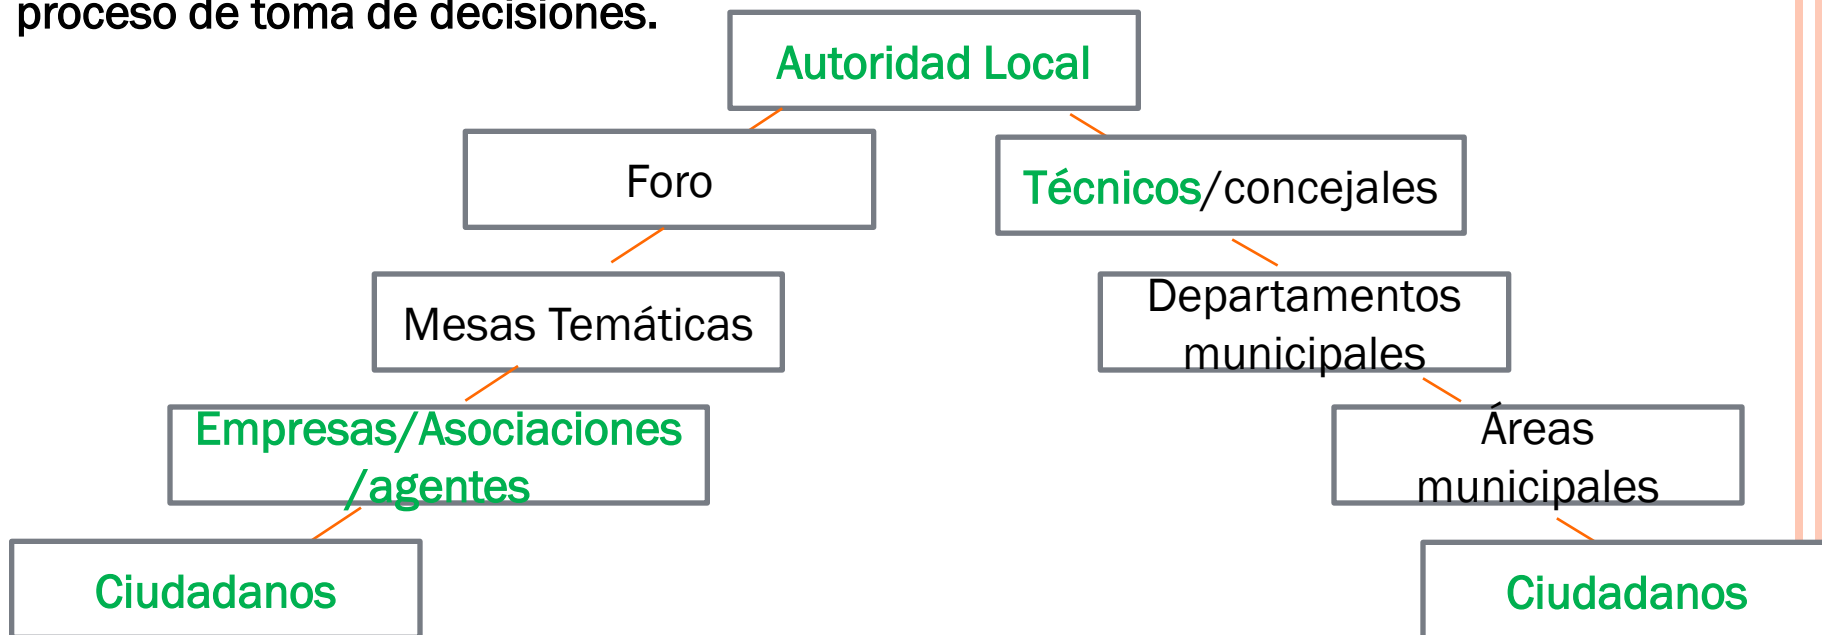 proceso de toma de decisiones.
Autoridad Local
Foro
Técnicos/concejales
Mesas Temáticas
Departamentos
municipales
Empresas/Asociaciones
/agentes
Áreas
municipales
Ciudadanos
Ciudadanos